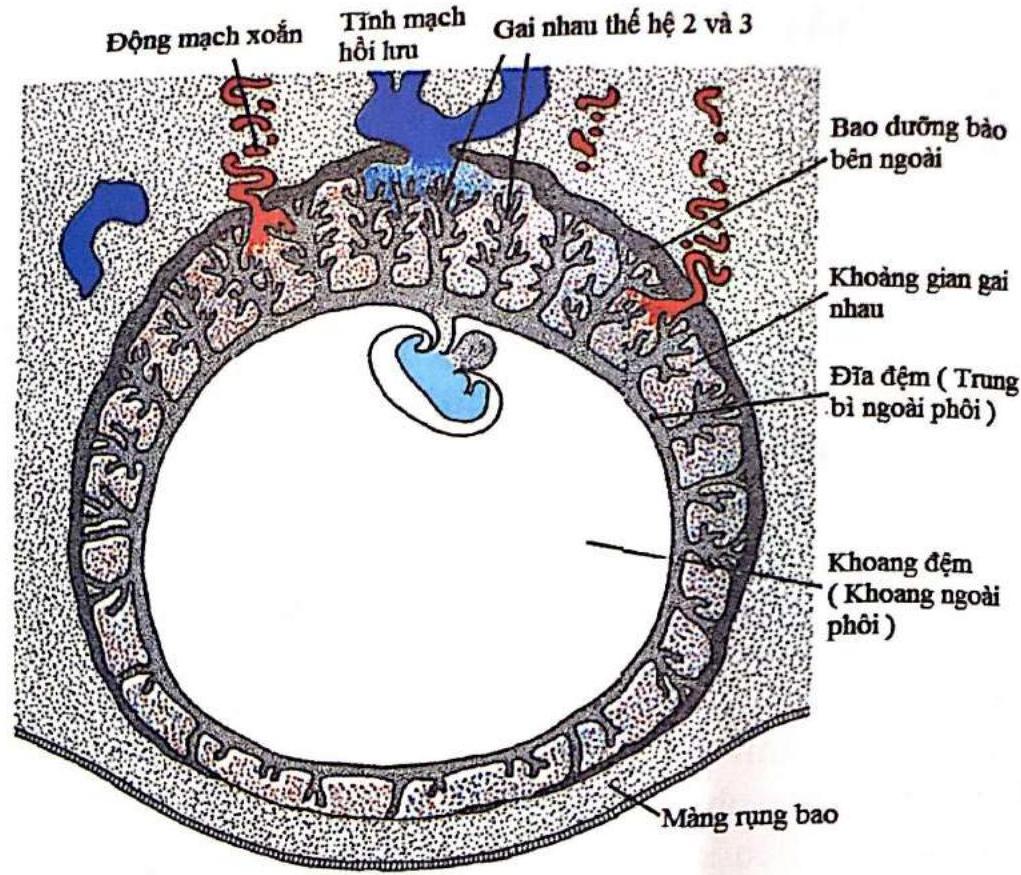 Động mạch xoắn
Tĩnh mạch
hồi lưu
Gai nhau thế hệ 2 và 3
Bao dưỡng bào
bên ngoài
Khoảng gian gai
nhau
Đĩa đệm ( Trung
bì ngoài phôi )
Khoang đệm
( Khoang ngoài
phôi )
Màng rụng bao